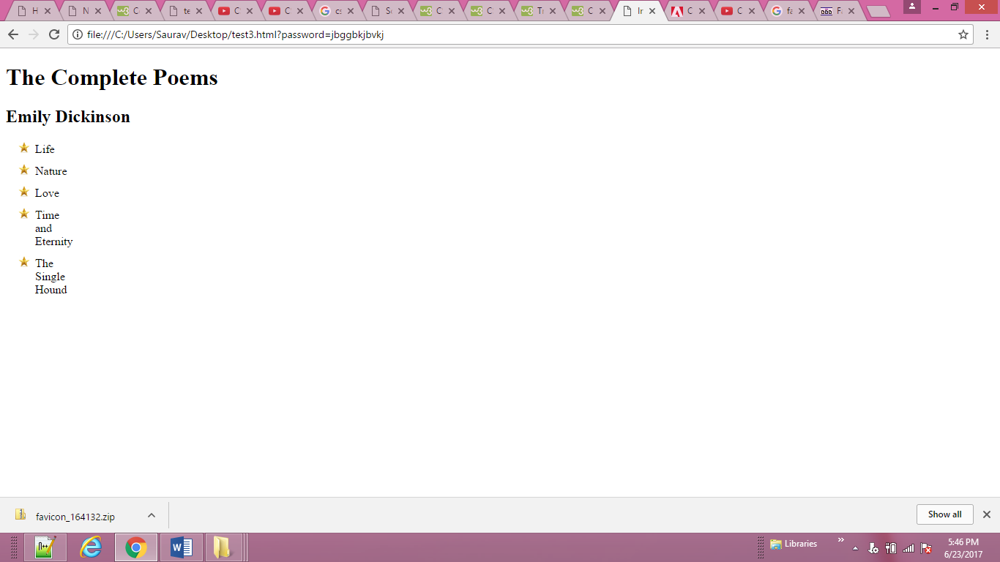 H
N
C
te
C
C
cs
So
C
C
Tr
C
Ir
C
C
fa
Fa
file:///C:/Users/Saurav/Desktop/test3.html?password=jbggbkjbvkj
The Complete Poems
Emily Dickinson
Life
Nature
Love
Time
and
Eternity
The
Single
Hound
favicon_164132.zip
Show all
Libraries
5:46 PM
6/23/2017